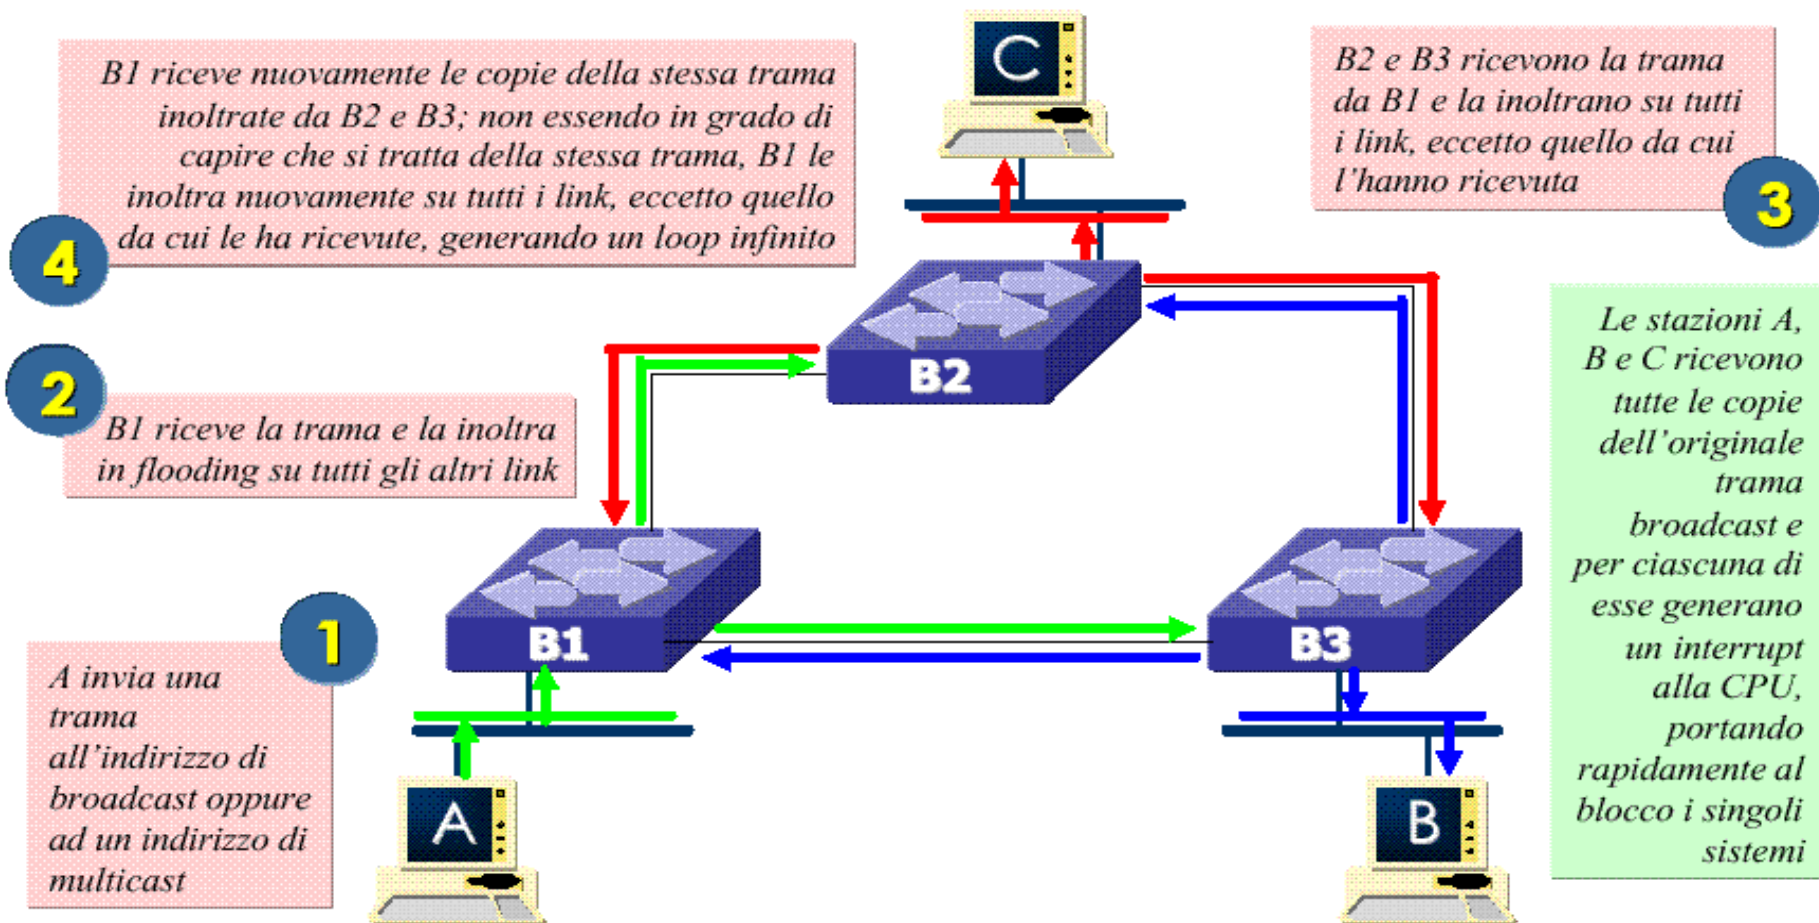 B1 riceve nuovamente le copie della stessa trama
inoltrate da B2 e B3; non essendo in grado di
capire che si tratta della stessa trama, B1 le
inoltra nuovamente su tutti i link, eccetto quello
da cui le ha ricevute, generando un loop infinito
4
C
B2 e B3 ricevono la trama
da B1 e la inoltrano su tutti
i link, eccetto quello da cui
l'hanno ricevuta
3
2
B1 riceve la trama e la inoltra
in flooding su tutti gli altri link
B2
Le stazioni A,
B e C ricevono
tutte le copie
dell'originale
trama
broadcast e
per ciascuna di
esse generano
un interrupt
alla CPU,
portando
rapidamente al
blocco i singoli
sistemi
1
A invia una
trama
all'indirizzo di
broadcast oppure
ad un indirizzo di
multicast
B1
B3
A
B